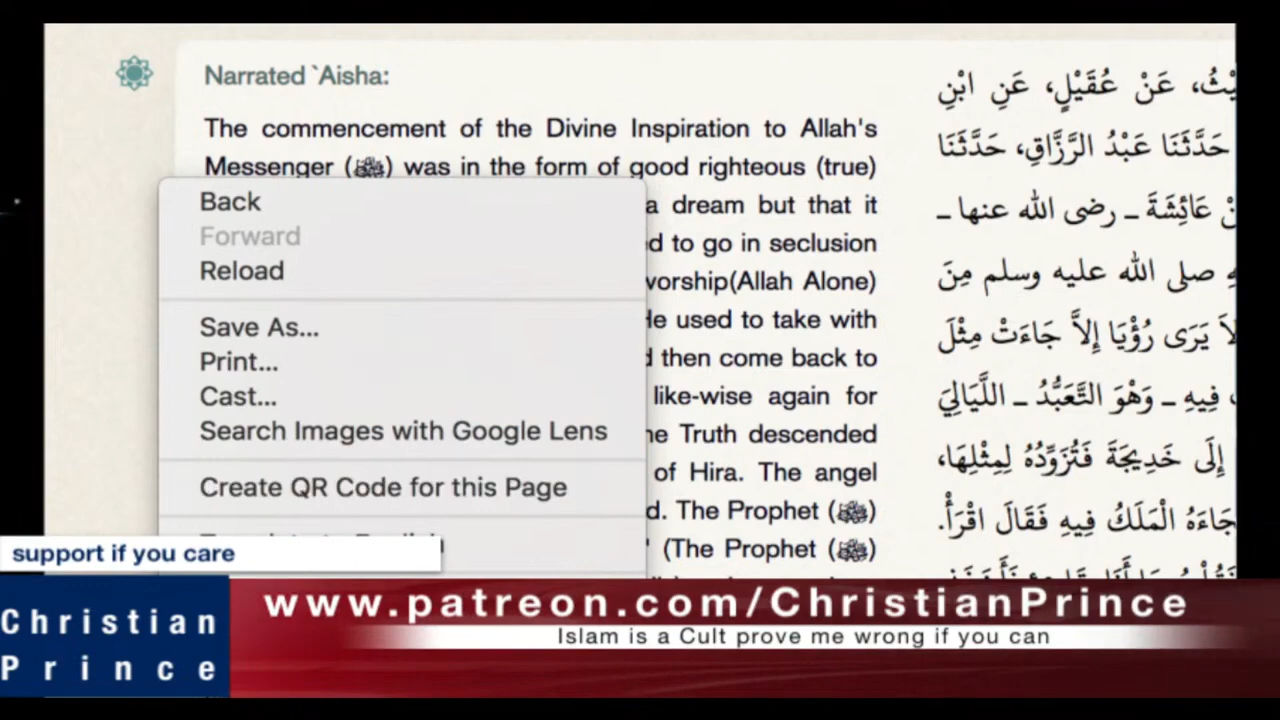 Narrated `Aisha:
The commencement of the Divine Inspiration to Allah's
Messenger (ﷺ) was in the form of good righteous (true)
a dream but that it
to go in seclusion
worship(Allah Alone)
He used to take with
then come back to
like-wise again for
the Truth descended
of Hira. The angel
The Prophet (ﷺ)
(The Prophet (ﷺ)
Back
Forward
Reload
Save As...
Print...
Cast...
Search Images with Google Lens
Create QR Code for this Page
عَنْ عُقَيْلٍ، عَنِ ابْنِ
حَدَّثَنَا عَبْدُ الرَّزَّاقِ، حَدَّثَنَا
عَائِشَةَ ـ رضى الله عنها ـ
صلى الله عليه وسلم مِنَ
يَرَى رُؤْيَا إِلاَّ جَاءَتْ مِثْلَ
فِيهِ ـ وَهْوَ التَّعَبُّدُ ـ اللَّيَالِيَ
إِلَى خَدِيجَةَ فَتُزَوِّدُهُ لِمِثْلِهَا،
الْمَلَكُ فِيهِ فَقَالَ اقْرَأْ.
support if you care
Christian
Prince
www.patreon.com/ChristianPrince
Islam is a Cult prove me wrong if you can